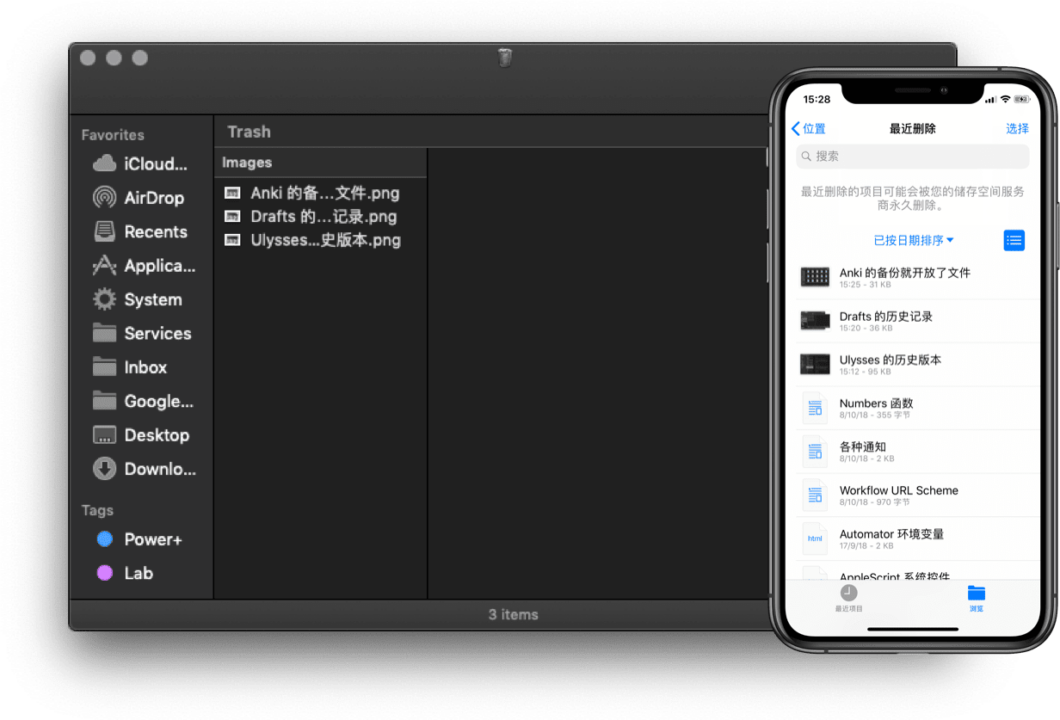 Favorites
iCloud...
AirDrop
Recents
Applica...
System
Services
Inbox
Google...
Desktop
Downlo...
Tags
Power+
Lab
Trash
Images
Anki 的备...文件.png
Drafts 的...记录.png
Ulysses...史版本.png
3 items
15:28
位置
最近删除
选择
搜索
最近删除的项目可能会被您的储存空间服务
商永久删除。
已按日期排序
Anki 的备份就开放了文件
15:25 - 31 KB
Drafts 的历史记录
15:20 - 36 KB
Ulysses 的历史版本
15:12 - 95 KB
Numbers 函数
8/10/18 - 355 字节
各种通知
8/10/18 - 2 KB
Workflow URL Scheme
8/10/18 - 970 字节
html
Automator 环境变量
17/9/18 - 2 KB
AppleScript 系统控件
最近项目
浏览